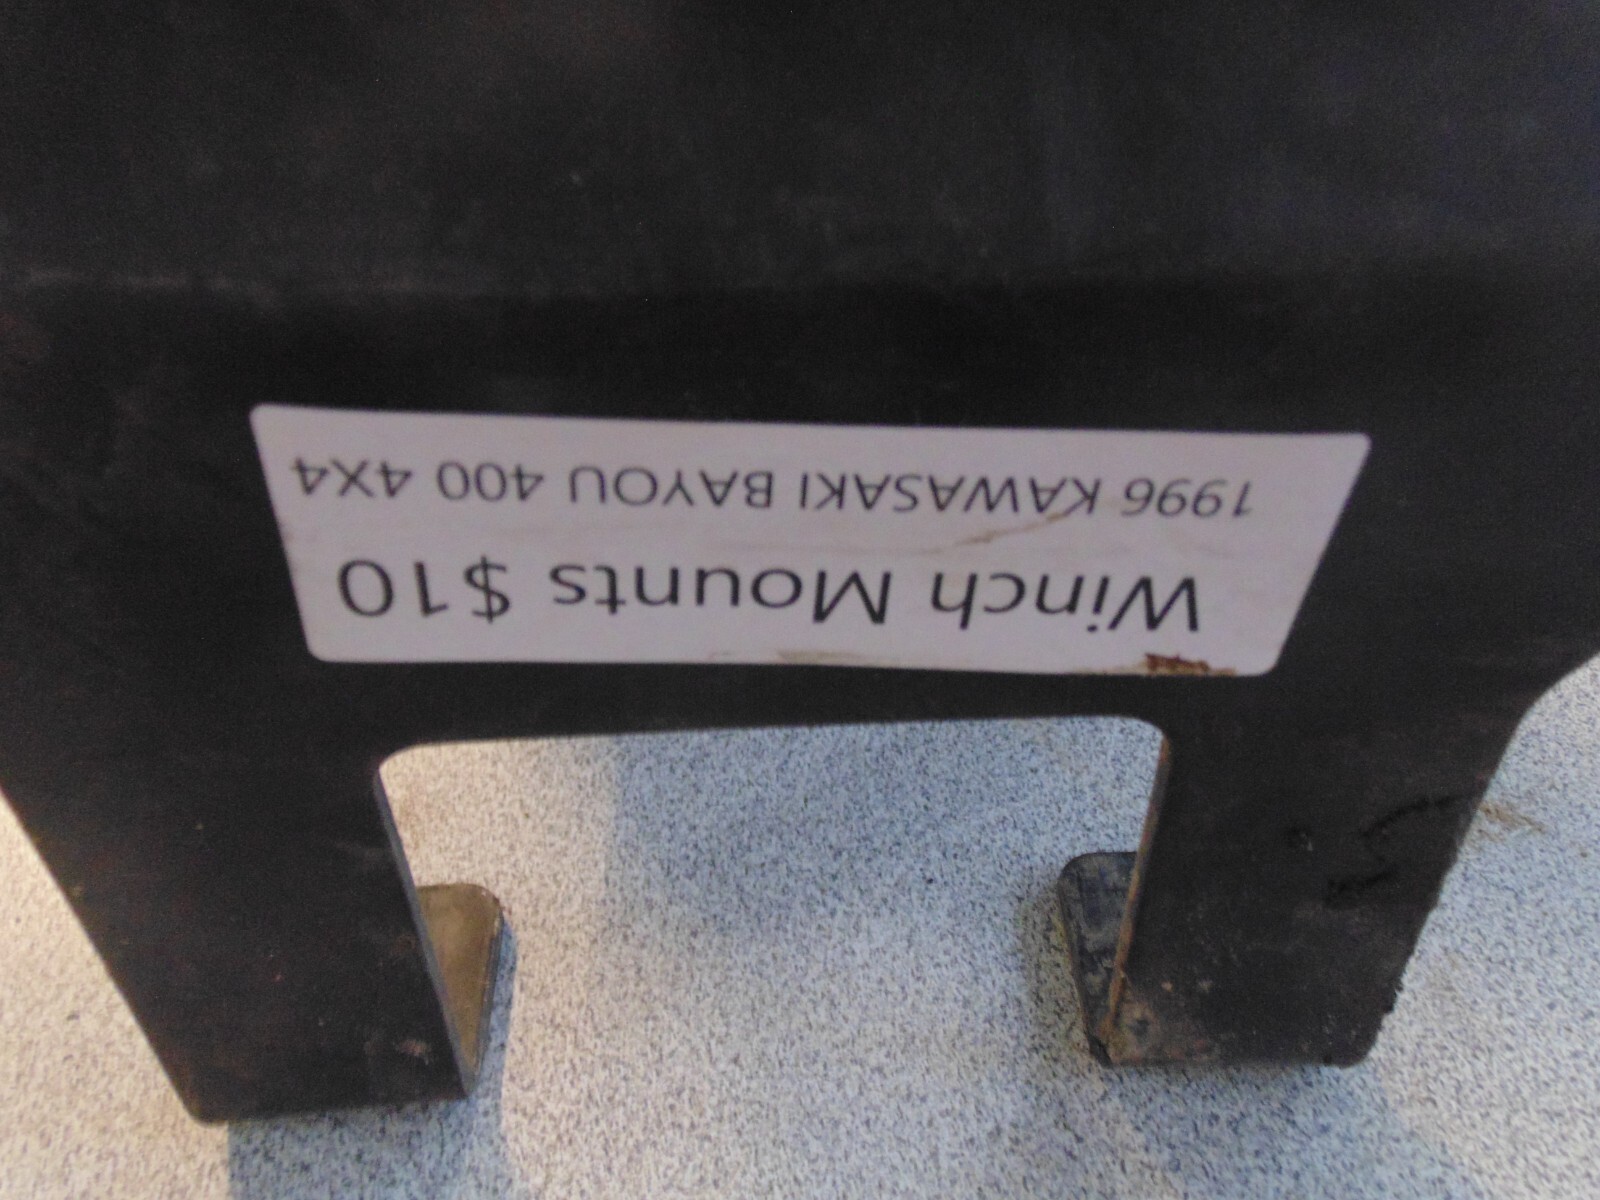 Winch Mounts $10
1996 KAWASAKI BAYOU 400 4X4